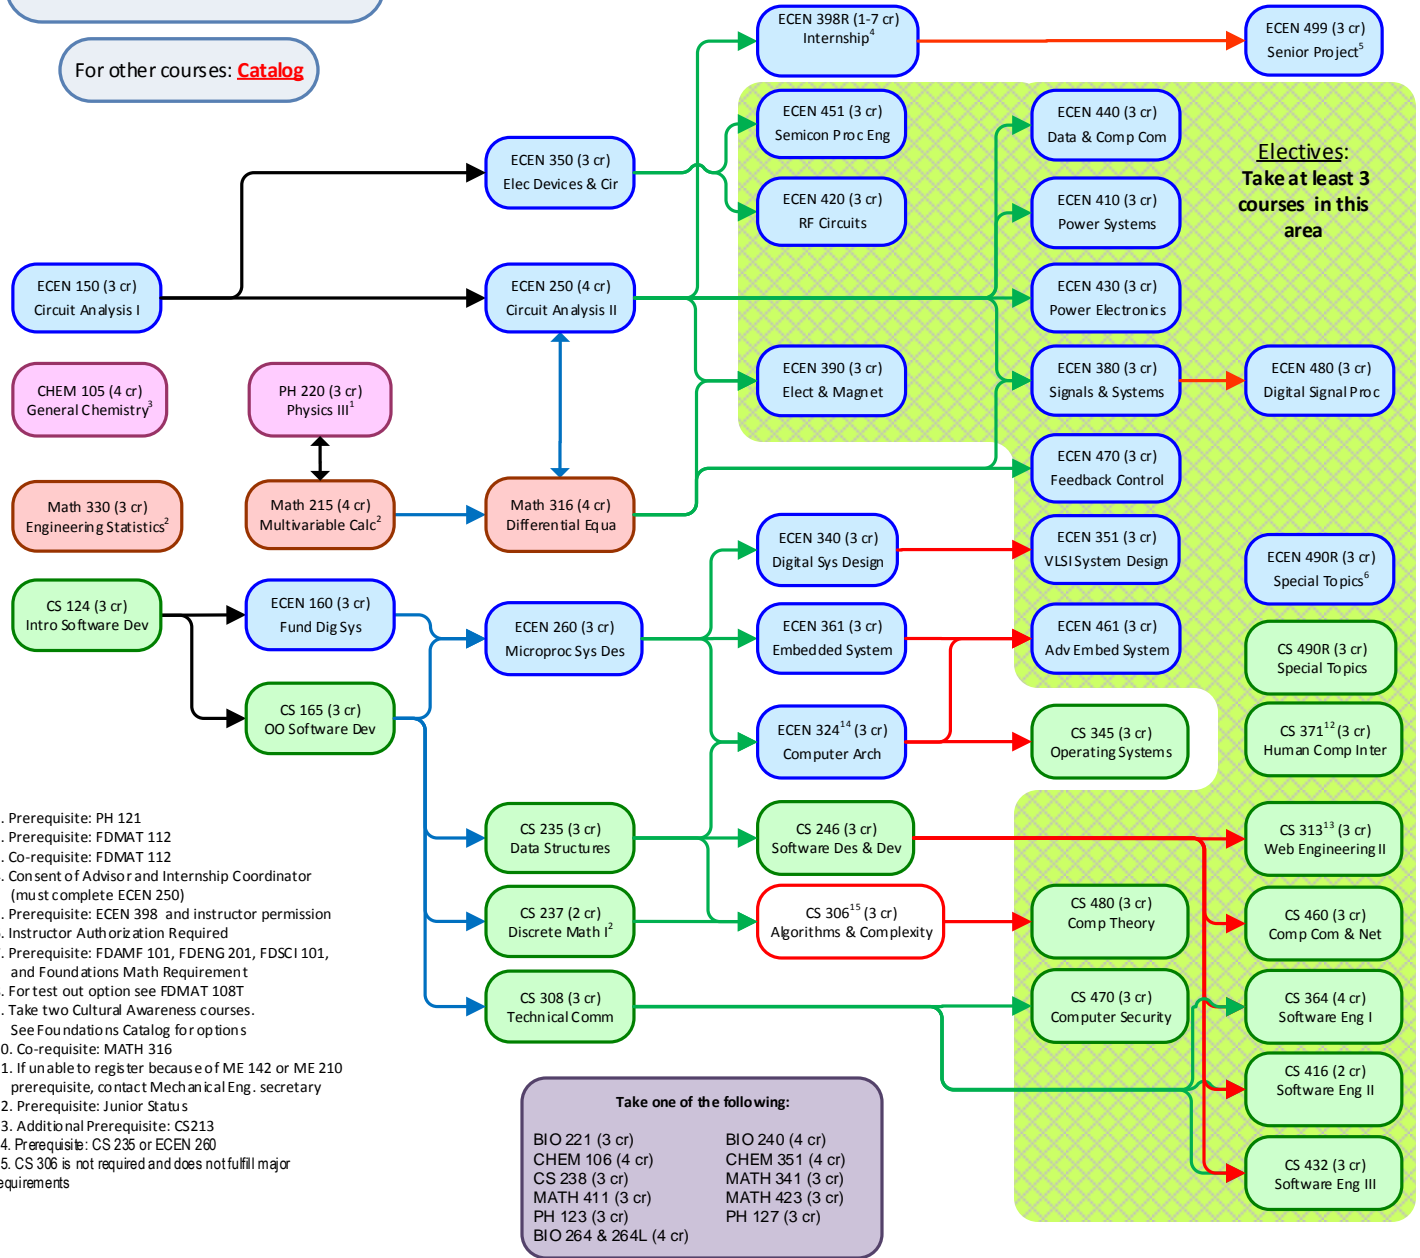 For other courses: Catalog
ECEN 398R (1-7 cr)
Internship4
ECEN 499 (3 cr)
Senior Project5
ECEN 451 (3 cr)
Semicon Proc Eng
ECEN 440 (3 cr)
Data & Comp Com
Electives:
Take at least 3
courses in this
area
ECEN 350 (3 cr)
Elec Devices & Cir
ECEN 420 (3 cr)
RF Circuits
ECEN 410 (3 cr)
Power Systems
ECEN 150 (3 cr)
Circuit Analysis I
ECEN 250 (4 cr)
Circuit Analysis II
ECEN 430 (3 cr)
Power Electronics
CHEM 105 (4 cr)
General Chemistry3
PH 220 (3 cr)
Physics III1
ECEN 390 (3 cr)
Elect & Magnet
ECEN 380 (3 cr)
Signals & Systems
ECEN 480 (3 cr)
Digital Signal Proc
ECEN 470 (3 cr)
Feedback Control
Math 330 (3 cr)
Engineering Statistics2
Math 215 (4 cr)
Multivariable Calc2
Math 316 (4 cr)
Differential Equa
ECEN 340 (3 cr)
Digital Sys Design
ECEN 351 (3 cr)
VLSI System Design
ECEN 490R (3 cr)
Special Topics6
CS 124 (3 cr)
Intro Software Dev
ECEN 160 (3 cr)
Fund Dig Sys
ECEN 260 (3 cr)
Microproc Sys Des
ECEN 361 (3 cr)
Embedded System
ECEN 461 (3 cr)
Adv Embed System
CS 490R (3 cr)
Special Topics
CS 165 (3 cr)
OO Software Dev
ECEN 32414 (3 cr)
Computer Arch
CS 345 (3 cr)
Operating Systems
CS 37112 (3 cr)
Human Comp Inter
CS 235 (3 cr)
Data Structures
CS 246 (3 cr)
Software Des & Dev
CS 31313 (3 cr)
Web Engineering II
CS 237 (2 cr)
Discrete Math I2
CS 30615 (3 cr)
Algorithms & Complexity
CS 480 (3 cr)
Comp Theory
CS 460 (3 cr)
Comp Com & Net
CS 308 (3 cr)
Technical Comm
CS 470 (3 cr)
Computer Security
CS 364 (4 cr)
Software Eng I
CS 416 (2 cr)
Software Eng II
CS 432 (3 cr)
Software Eng III
. Prerequisite: PH 121
. Prerequisite: FDMAT 112
. Co-requisite: FDMAT 112
. Consent of Advisor and Internship Coordinator
(must complete ECEN 250)
. Prerequisite: ECEN 398 and instructor permission
. Instructor Authorization Required
. Prerequisite: FDAMF 101, FDENG 201, FDSCI 101,
and Foundations Math Requirement
. For test out option see FDMAT 108T
. Take two Cultural Awareness courses.
See Foundations Catalog for options
0. Co-requisite: MATH 316
1. If unable to register because of ME 142 or ME 210
prerequisite, contact Mechanical Eng. secretary
2. Prerequisite: Junior Status
3. Additional Prerequisite: CS213
4. Prerequisite: CS 235 or ECEN 260
5. CS 306 is not required and does not fulfill major
equirements
Take one of the following:
BIO 221 (3 cr) BIO 240 (4 cr)
CHEM 106 (4 cr) CHEM 351 (4 cr)
CS 238 (3 cr) MATH 341 (3 cr)
MATH 411 (3 cr) MATH 423 (3 cr)
PH 123 (3 cr) PH 127 (3 cr)
BIO 264 & 264L (4 cr)